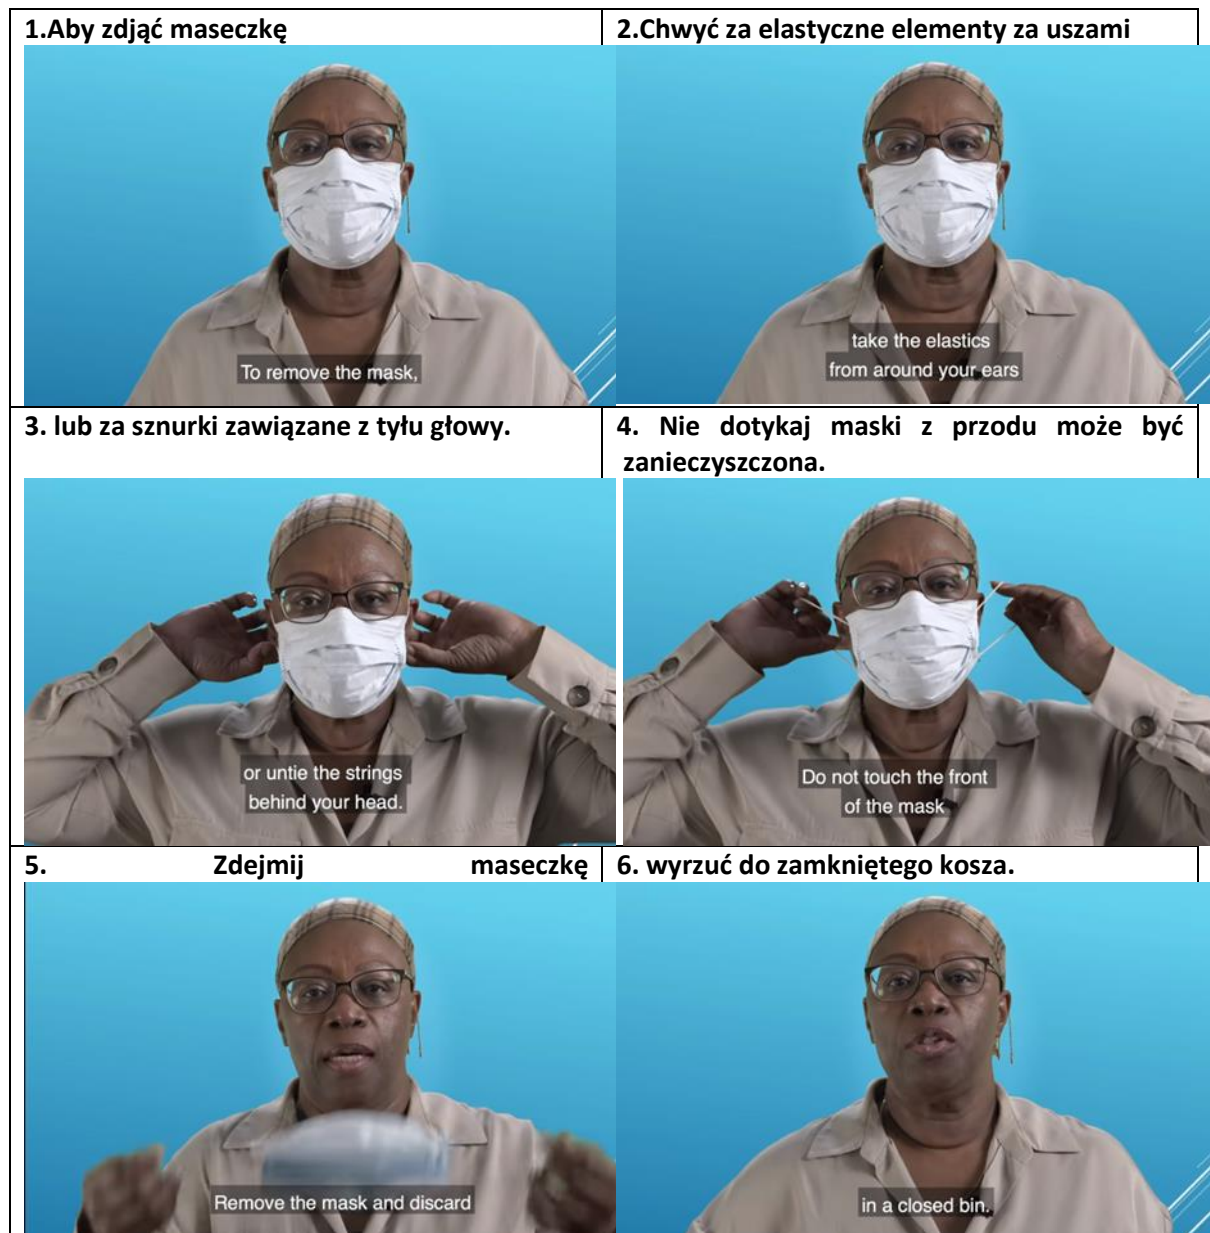 1.Aby zdjąć maseczkę
2.Chwyć za elastyczne elementy za uszami
To remove the mask,
take the elastics
from around your ears
3. lub za sznurki zawiązane z tyłu głowy.
4. Nie dotykaj maski z przodu może być
zanieczyszczona.
or untie the strings
behind your head.
Do not touch the front
of the mask
5. Zdejmij maseczkę
6. wyrzuć do zamkniętego kosza.
Remove the mask and discard
in a closed bin.